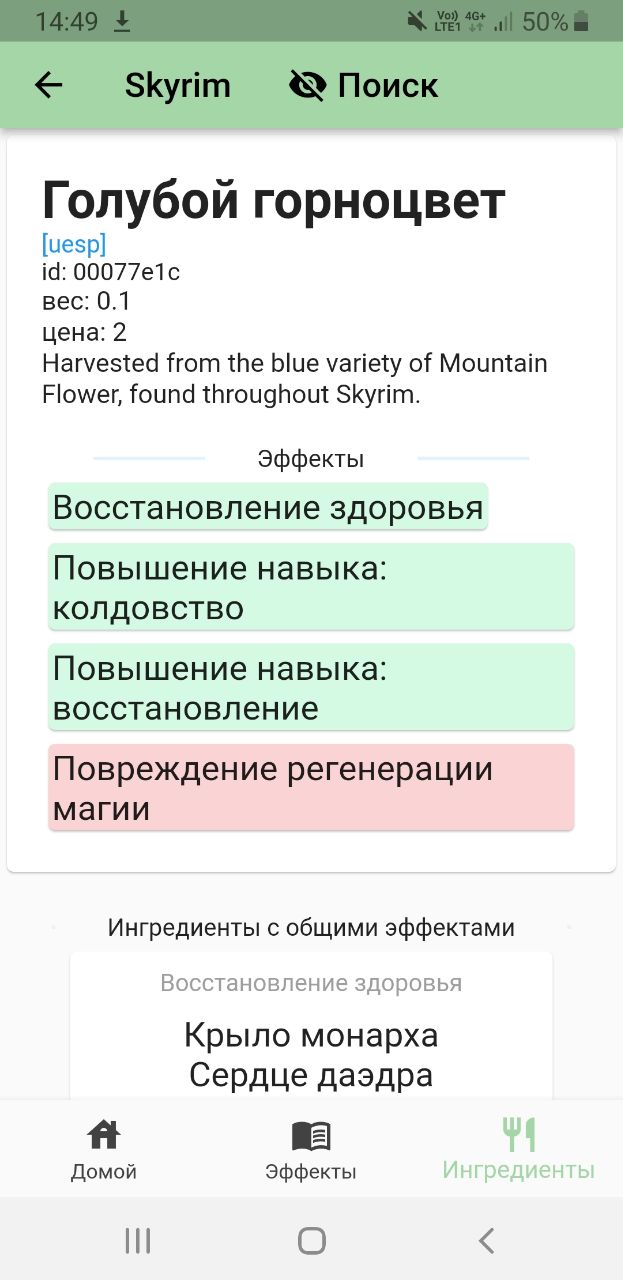 14:49 Vo)) LTE1 4G+ 50%
Skyrim Поиск
Голубой горноцвет
[uesp]
id: 00077e1c
вес: 0.1
цена: 2
Harvested from the blue variety of Mountain
Flower, found throughout Skyrim.
Эффекты
Восстановление здоровья
Повышение навыка:
колдовство
Повышение навыка:
восстановление
Повреждение регенерации
магии
Ингредиенты с общими эффектами
Восстановление здоровья
Крыло монарха
Сердце даэдра
Домой Эффекты Ингредиенты